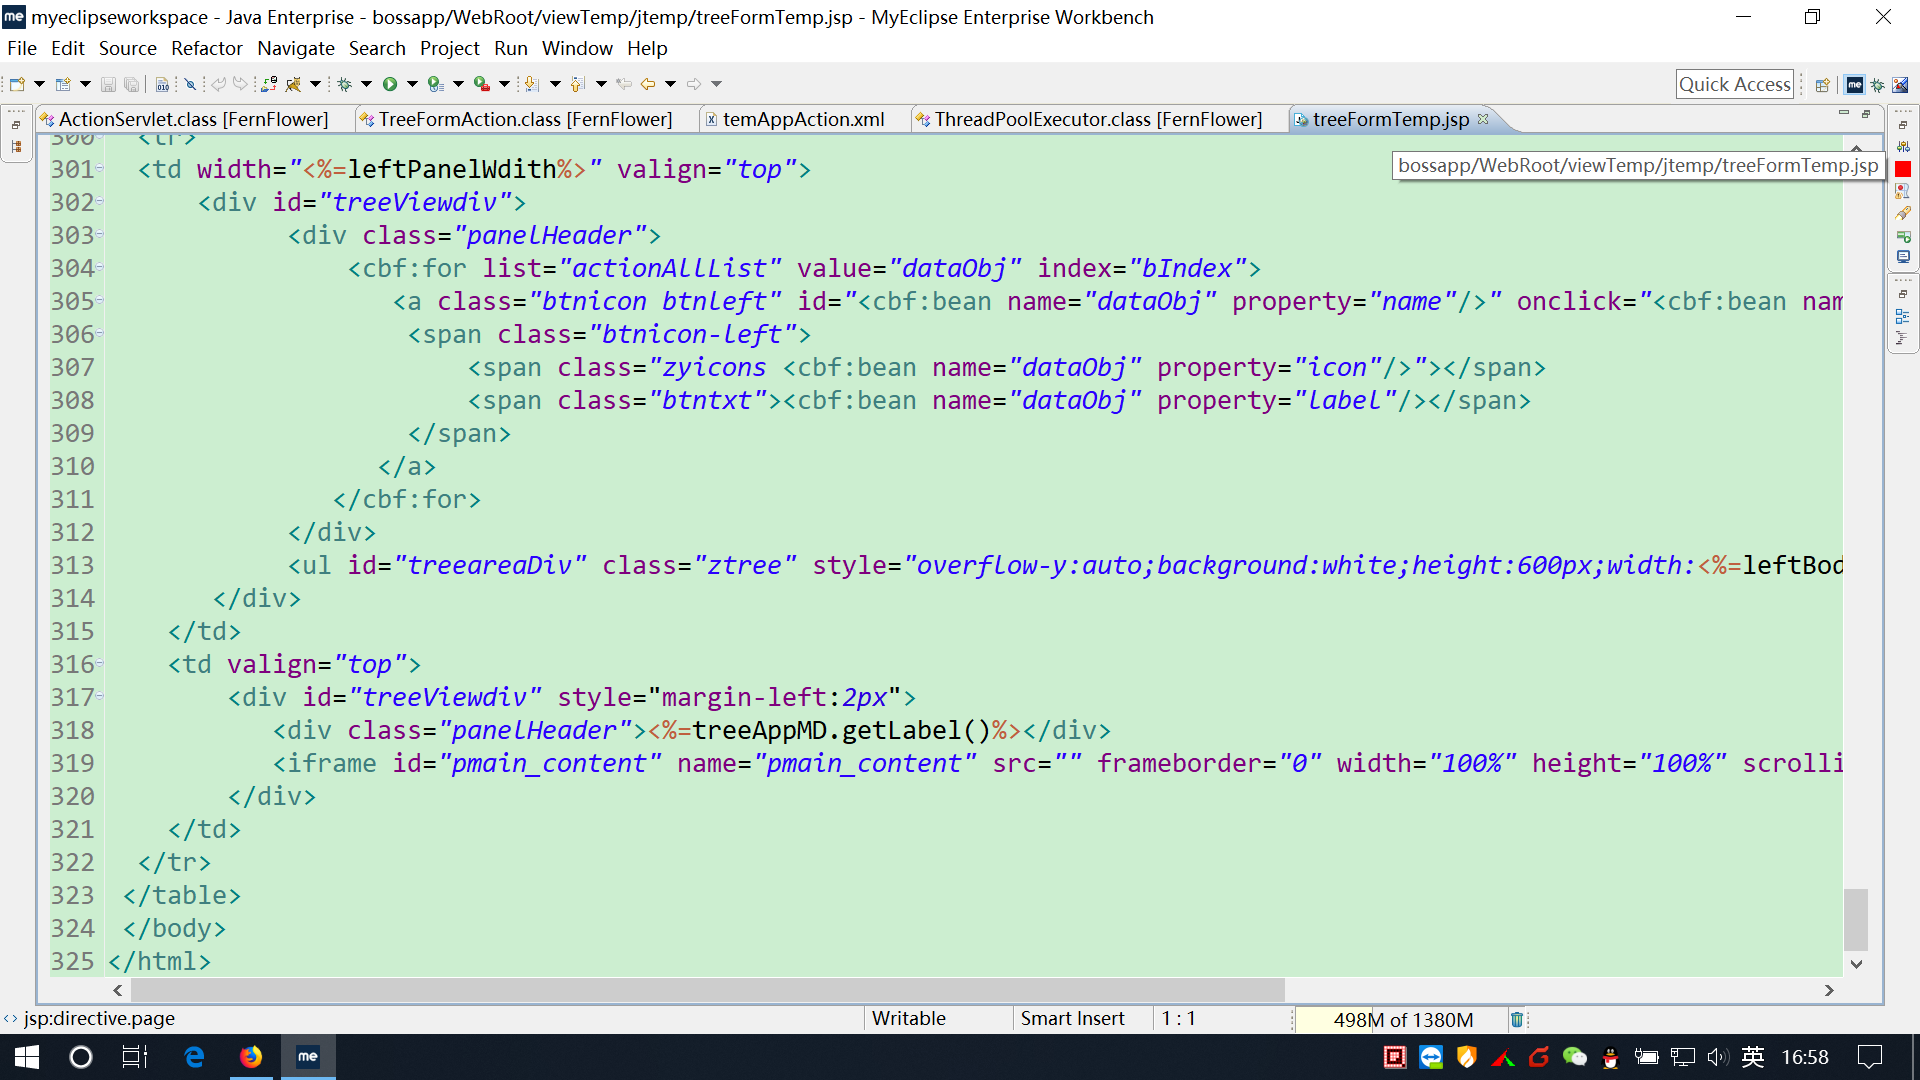 myeclipseworkspace - Java Enterprise - bossapp/WebRoot/viewTemp/jtemp/treeFormTemp.jsp - MyEclipse Enterprise Workbench
File Edit Source Refactor Navigate Search Project Run Window Help
Quick Access
ActionServlet.class [FernFlower] TreeFormAction.class [FernFlower] temAppAction.xml ThreadPoolExecutor.class [FernFlower] treeFormTemp.jsp
bossapp/WebRoot/viewTemp/jtemp/treeFormTemp.jsp
300 <tr>
301 <td width="<%=leftPanelWdith%>" valign="top">
302 <div id="treeViewdiv">
303 <div class="panelHeader">
304 <cbf:for list="actionAllList" value="dataObj" index="bIndex">
305 <a class="btnicon btnleft" id="<cbf:bean name="dataObj" property="name"/>" onclick="<cbf:bean nam
306 <span class="btnicon-left">
307 <span class="zyicons <cbf:bean name="dataObj" property="icon"/>"></span>
308 <span class="btntxt"><cbf:bean name="dataObj" property="label"/></span>
309 </span>
310 </a>
311 </cbf:for>
312 </div>
313 <ul id="treeareaDiv" class="ztree" style="overflow-y:auto;background:white;height:600px;width:<%=leftBod
314 </div>
315 </td>
316 <td valign="top">
317 <div id="treeViewdiv" style="margin-left:2px">
318 <div class="panelHeader"><%=treeAppMD.getLabel()%></div>
319 <iframe id="pmain_content" name="pmain_content" src="" frameborder="0" width="100%" height="100%" scrolli
320 </div>
321 </td>
322 </tr>
323 </table>
324 </body>
325 </html>
jsp:directive.page Writable Smart Insert 1 : 1 498M of 1380M
me 英 16:58